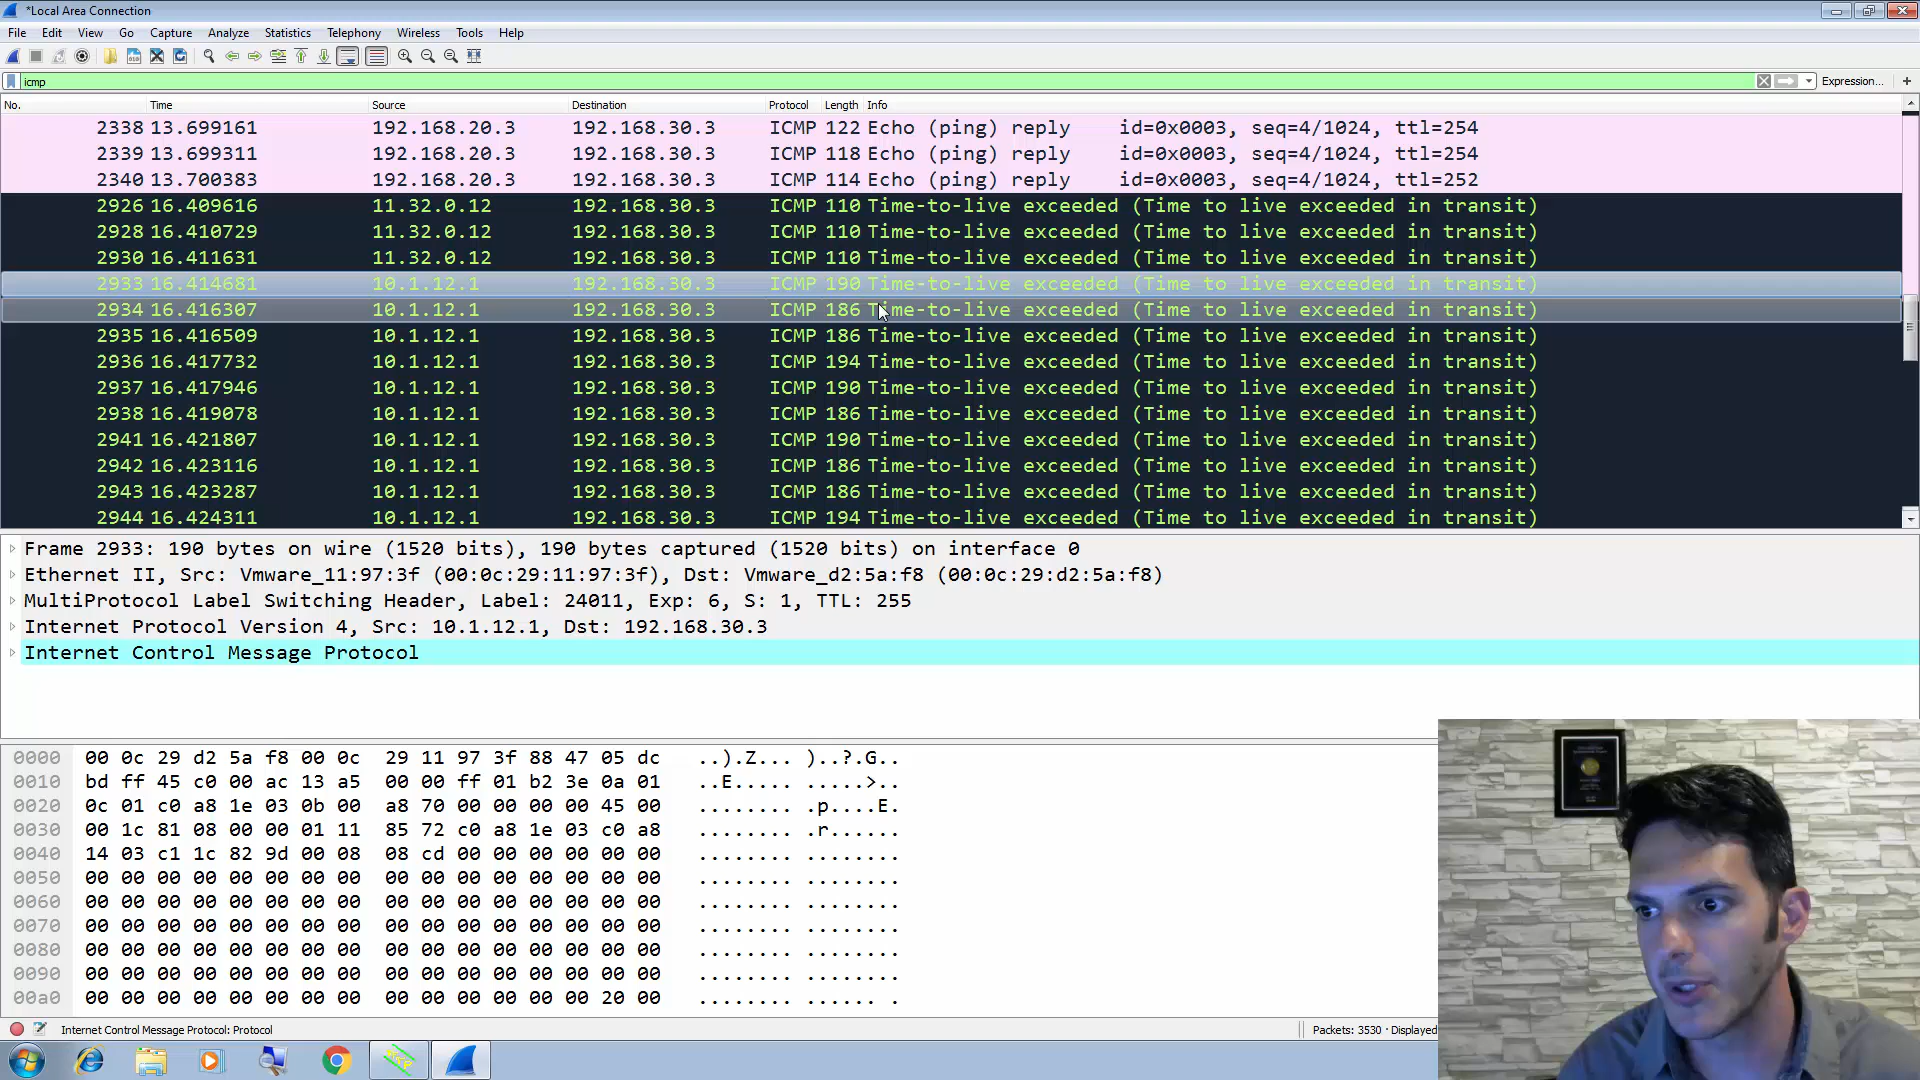 *Local Area Connection
File Edit View Go Capture Analyze Statistics Telephony Wireless Tools Help
icmp
Expression...
No. Time Source Destination Protocol Length Info
2338 13.699161 192.168.20.3 192.168.30.3 ICMP 122 Echo (ping) reply id=0x0003, seq=4/1024, ttl=254
2339 13.699311 192.168.20.3 192.168.30.3 ICMP 118 Echo (ping) reply id=0x0003, seq=4/1024, ttl=254
2340 13.700383 192.168.20.3 192.168.30.3 ICMP 114 Echo (ping) reply id=0x0003, seq=4/1024, ttl=252
2926 16.409616 11.32.0.12 192.168.30.3 ICMP 110 Time-to-live exceeded (Time to live exceeded in transit)
2928 16.410729 11.32.0.12 192.168.30.3 ICMP 110 Time-to-live exceeded (Time to live exceeded in transit)
2930 16.411631 11.32.0.12 192.168.30.3 ICMP 110 Time-to-live exceeded (Time to live exceeded in transit)
2933 16.414681 10.1.12.1 192.168.30.3 ICMP 190 Time-to-live exceeded (Time to live exceeded in transit)
2934 16.416307 10.1.12.1 192.168.30.3 ICMP 186 Time-to-live exceeded (Time to live exceeded in transit)
2935 16.416509 10.1.12.1 192.168.30.3 ICMP 186 Time-to-live exceeded (Time to live exceeded in transit)
2936 16.417732 10.1.12.1 192.168.30.3 ICMP 194 Time-to-live exceeded (Time to live exceeded in transit)
2937 16.417946 10.1.12.1 192.168.30.3 ICMP 190 Time-to-live exceeded (Time to live exceeded in transit)
2938 16.419078 10.1.12.1 192.168.30.3 ICMP 186 Time-to-live exceeded (Time to live exceeded in transit)
2941 16.421807 10.1.12.1 192.168.30.3 ICMP 190 Time-to-live exceeded (Time to live exceeded in transit)
2942 16.423116 10.1.12.1 192.168.30.3 ICMP 186 Time-to-live exceeded (Time to live exceeded in transit)
2943 16.423287 10.1.12.1 192.168.30.3 ICMP 186 Time-to-live exceeded (Time to live exceeded in transit)
2944 16.424311 10.1.12.1 192.168.30.3 ICMP 194 Time-to-live exceeded (Time to live exceeded in transit)
Frame 2933: 190 bytes on wire (1520 bits), 190 bytes captured (1520 bits) on interface 0
Ethernet II, Src: Vmware_11:97:3f (00:0c:29:11:97:3f), Dst: Vmware_d2:5a:f8 (00:0c:29:d2:5a:f8)
MultiProtocol Label Switching Header, Label: 24011, Exp: 6, S: 1, TTL: 255
Internet Protocol Version 4, Src: 10.1.12.1, Dst: 192.168.30.3
Internet Control Message Protocol
0000 00 0c 29 d2 5a f8 00 0c 29 11 97 3f 88 47 05 dc ..).Z... )..?.G..
0010 bd ff 45 c0 00 ac 13 a5 00 00 ff 01 b2 3e 0a 01 ..E..... .....>..
0020 0c 01 c0 a8 1e 03 0b 00 a8 70 00 00 00 00 45 00 ........ .p....E.
0030 00 1c 81 08 00 00 01 11 85 72 c0 a8 1e 03 c0 a8 ........ .r......
0040 14 03 c1 1c 82 9d 00 08 08 cd 00 00 00 00 00 00 ........ ........
0050 00 00 00 00 00 00 00 00 00 00 00 00 00 00 00 00 ........ ........
0060 00 00 00 00 00 00 00 00 00 00 00 00 00 00 00 00 ........ ........
0070 00 00 00 00 00 00 00 00 00 00 00 00 00 00 00 00 ........ ........
0080 00 00 00 00 00 00 00 00 00 00 00 00 00 00 00 00 ........ ........
0090 00 00 00 00 00 00 00 00 00 00 00 00 00 00 00 00 ........ ........
00a0 00 00 00 00 00 00 00 00 00 00 00 00 00 00 20 00 ........ ...... .
Internet Control Message Protocol: Protocol
Packets: 3530 · Displayed